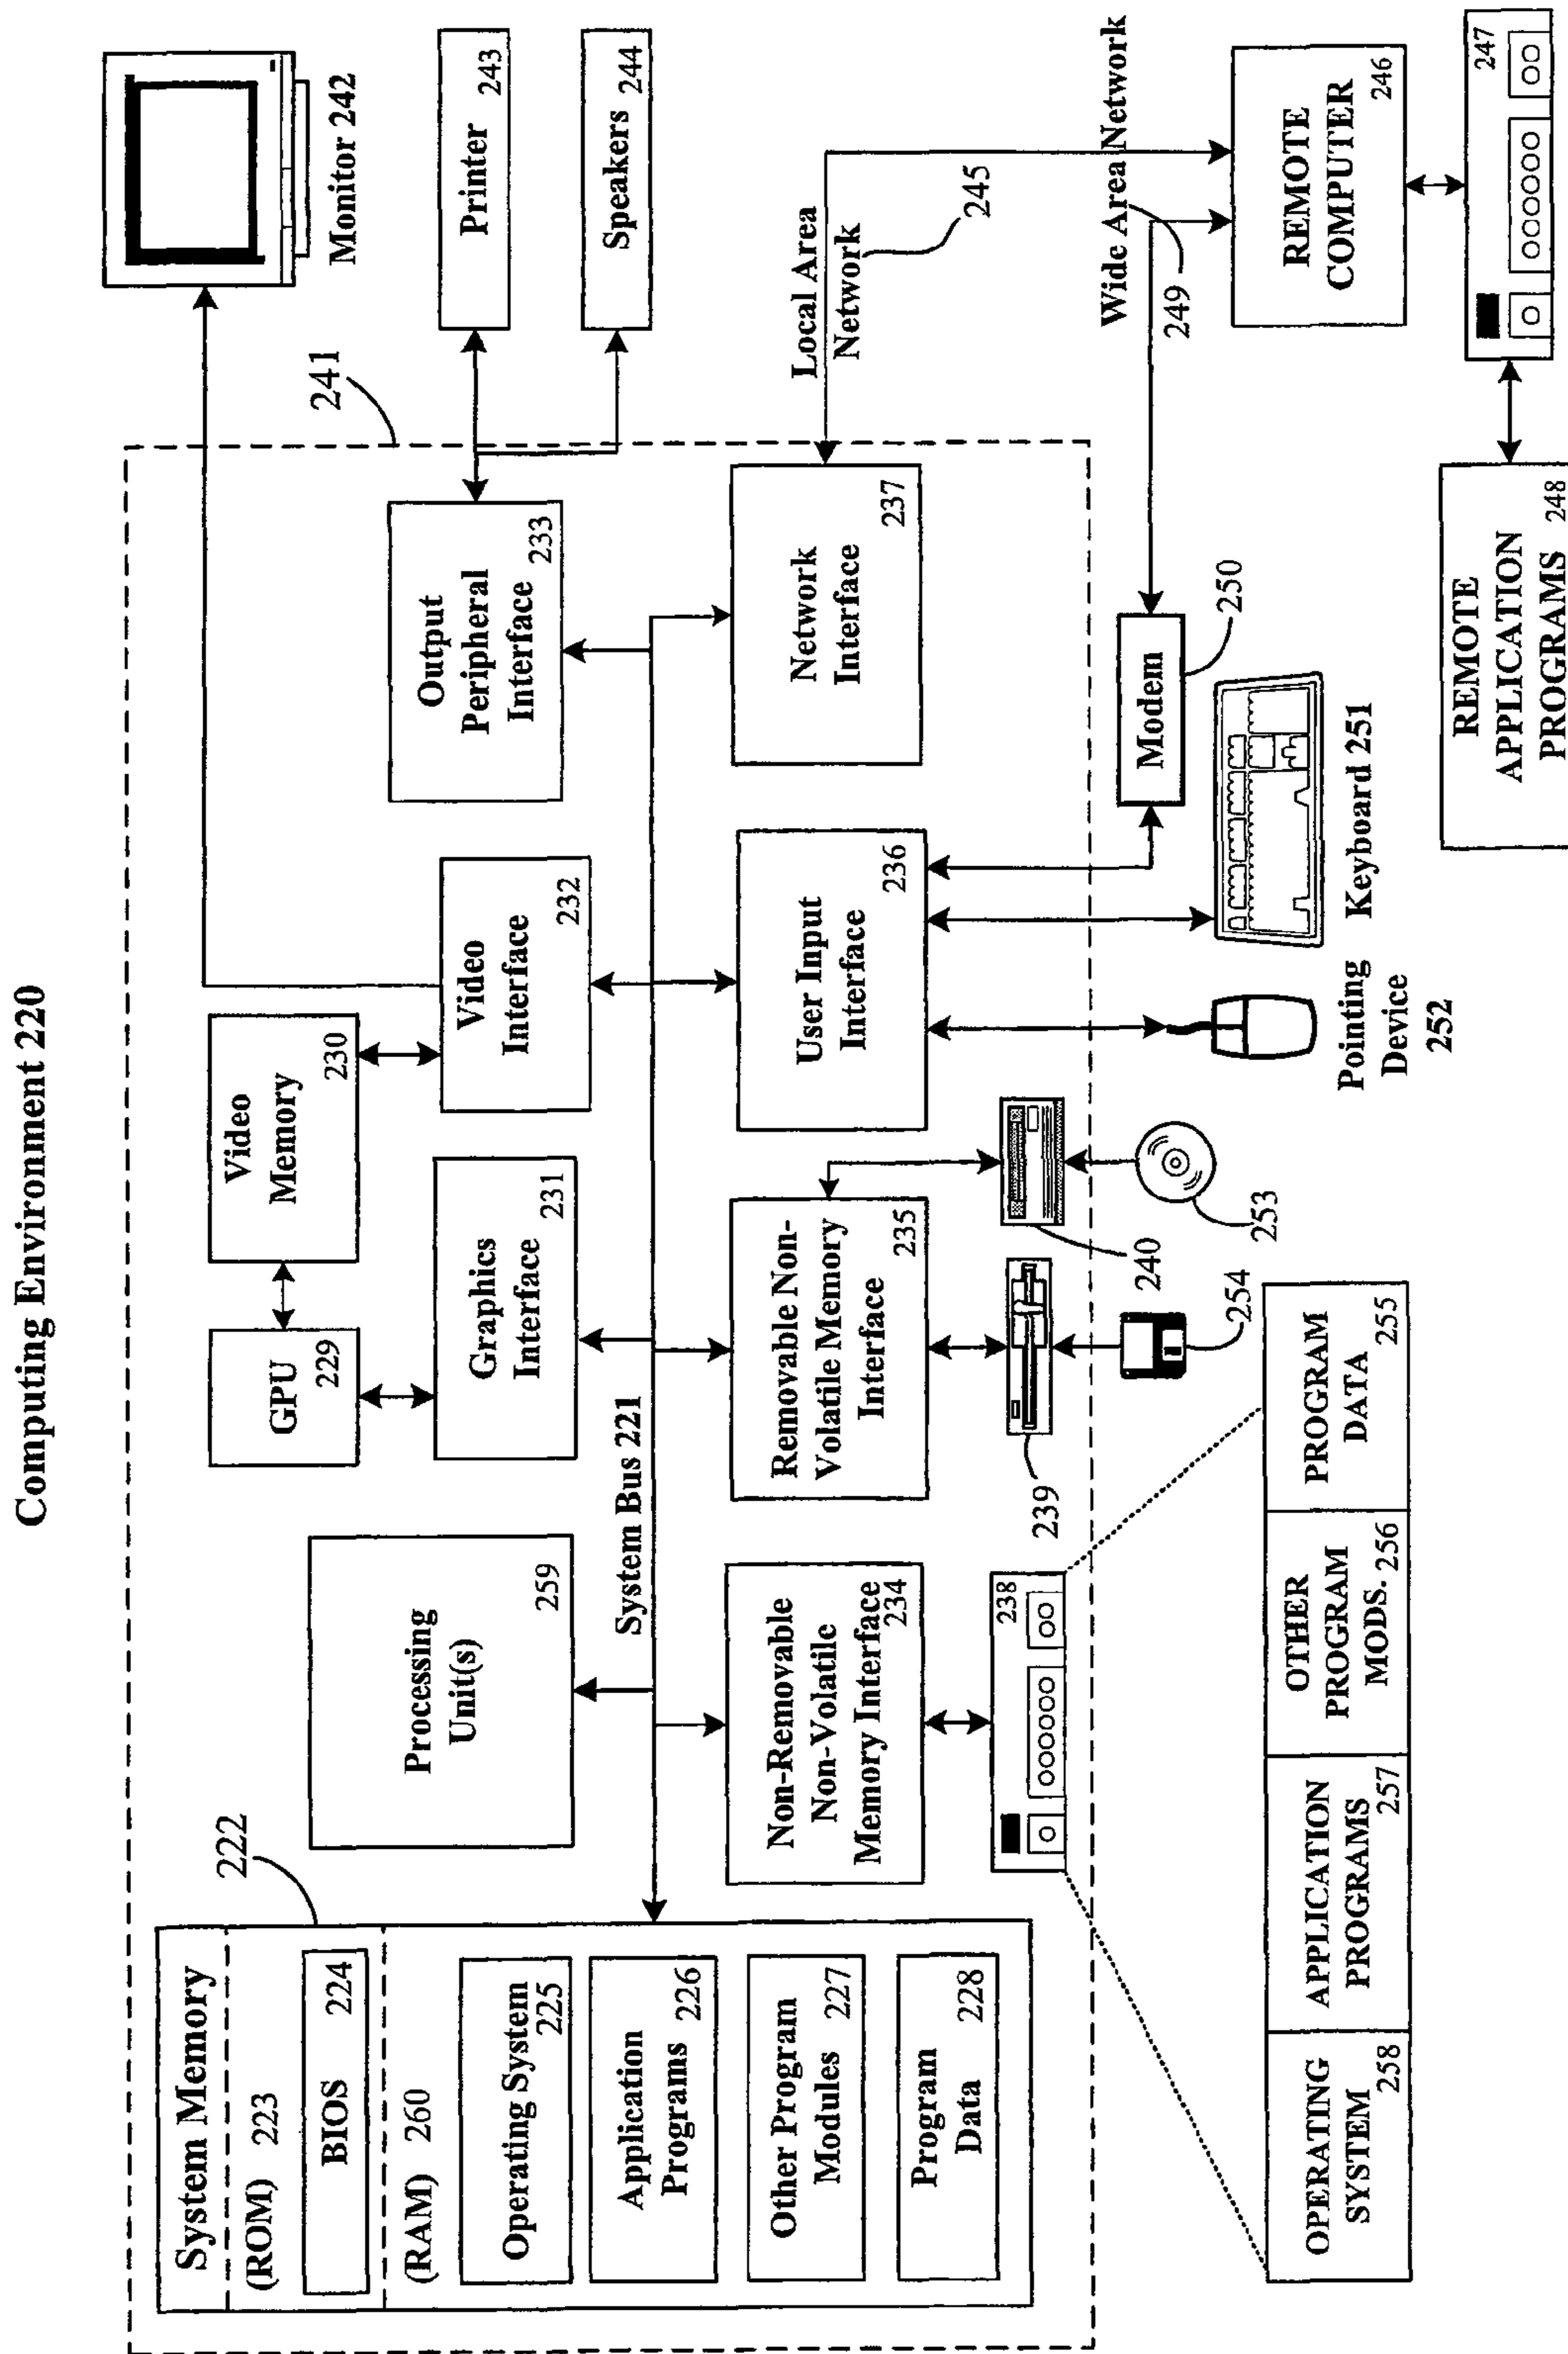 Computing Environment 220
System Memory
222
(ROM) 223
BIOS 224
(RAM) 260
Operating System
225
Application
Programs 226
Other Program
Modules 227
Program
Data 228
Processing
Unit(s)
259
System Bus 221
GPU
229
Video
Memory
230
Graphics
Interface
231
Video
Interface
232
Output
Peripheral
Interface
233
241
Monitor 242
Printer
243
Speakers
244
Non-Removable
Non-Volatile
Memory Interface
234
Removable Non-
Volatile Memory
Interface
235
User Input
Interface
236
Network
Interface
237
Local Area
Network
245
238
239
240
254
253
Pointing
Device
252
Keyboard 251
Modem
250
Wide Area Network
249
REMOTE
COMPUTER
246
247
REMOTE
APPLICATION
PROGRAMS
248
OPERATING
SYSTEM
258
APPLICATION
PROGRAMS
257
OTHER
PROGRAM
MODS. 256
PROGRAM
DATA
255